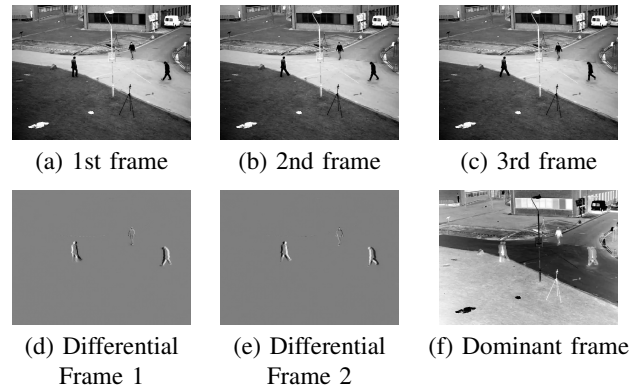 (a) 1st frame
(b) 2nd frame
(c) 3rd frame
(d) Differential
Frame 1
(e) Differential
Frame 2
(f) Dominant frame